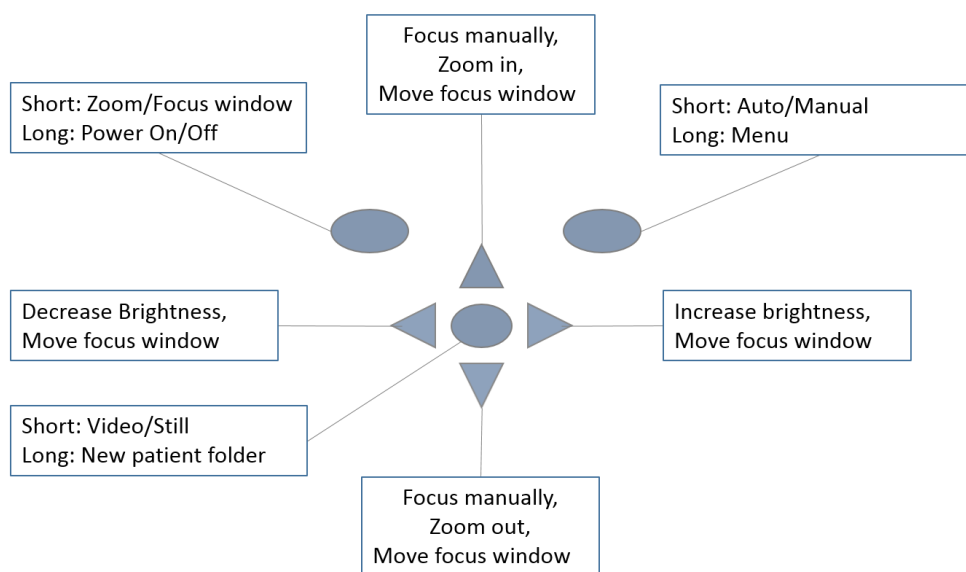 Focus manually,
Zoom in,
Move focus window
Short: Zoom/Focus window
Long: Power On/Off
Short: Auto/Manual
Long: Menu
Decrease Brightness,
Move focus window
Increase brightness,
Move focus window
Short: Video/Still
Long: New patient folder
Focus manually,
Zoom out,
Move focus window